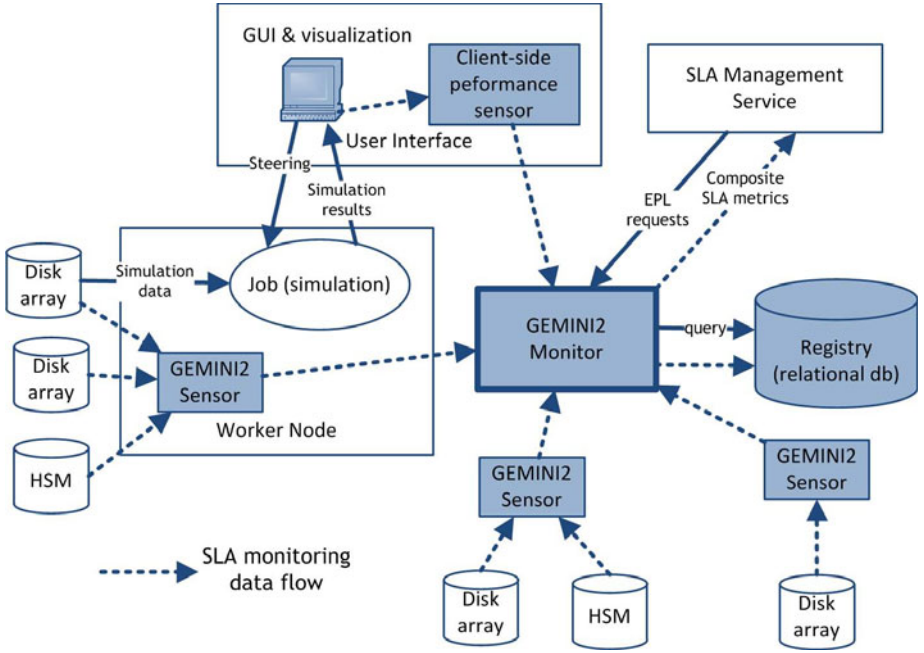 GUI & visualization
Client-side
peformance
sensor
User Interface
SLA Management
Service
Steering
Simulation
results
EPL
requests
Composite
SLA metrics
Disk
array
Simulation
data
Job (simulation)
GEMINI2
Monitor
query
Registry
(relational db)
Disk
array
GEMINI2
Sensor
Worker Node
HSM
GEMINI2
Sensor
GEMINI2
Sensor
SLA monitoring
data flow
Disk
array
HSM
Disk
array